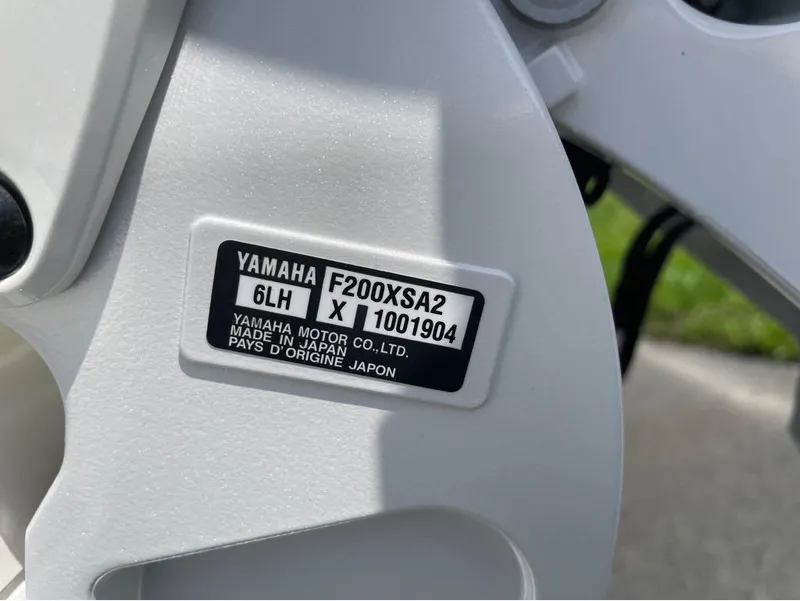 YAMAHA F200XSA2
6LH X 1001904
YAMAHA MOTOR CO.,LTD.
MADE IN JAPAN
PAYS D'ORIGINE JAPON